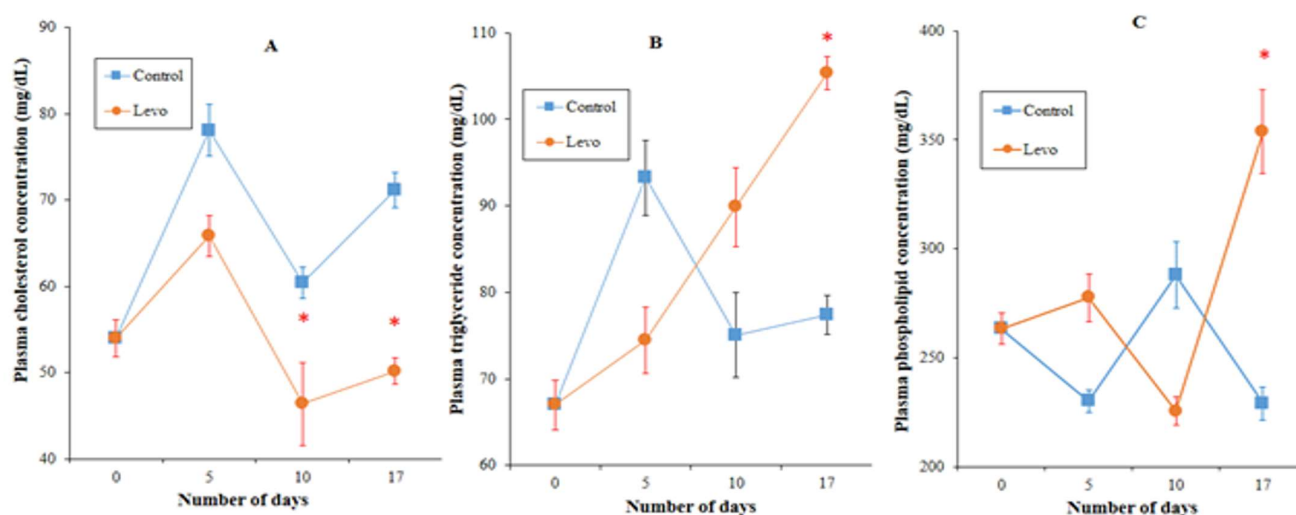 A
Plasma cholesterol concentration (mg/dL)
90
80
70
60
50
40
Control
Levo
*
*
0 5 10 17
Number of days
B
Plasma triglyceride concentration (mg/dL)
110
100
90
80
70
60
Control
Levo
*
0 5 10 17
Number of days
C
Plasma phospholipid concentration (mg/dL)
400
350
300
250
200
Control
Levo
*
0 5 10 17
Number of days